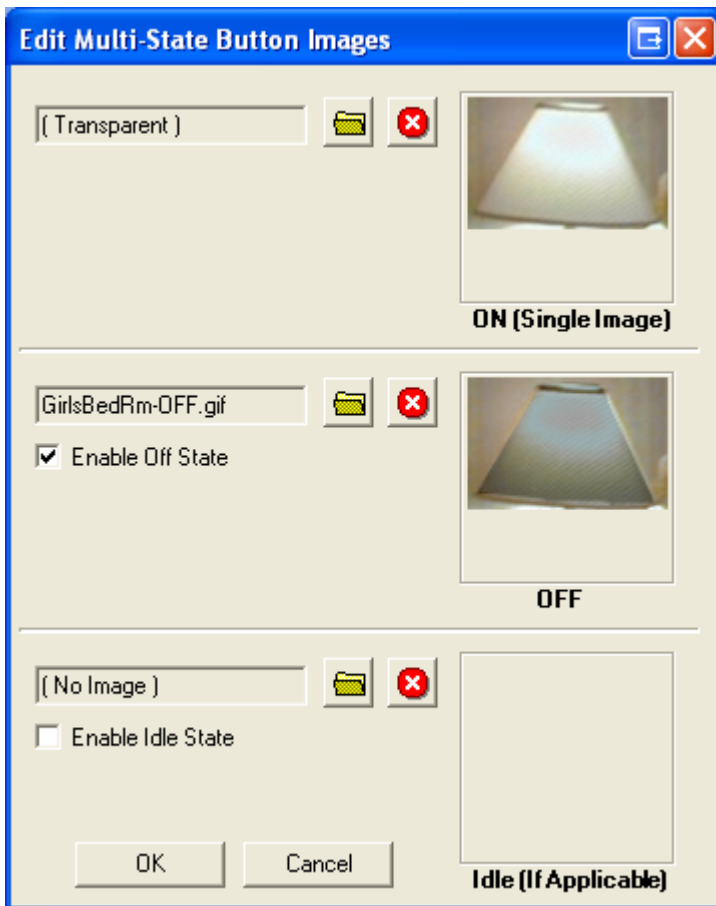 Edit Multi-State Button Images
( Transparent )
ON (Single Image)
GirlsBedRm-OFF.gif
Enable Off State
OFF
( No Image )
Enable Idle State
OK
Cancel
Idle (If Applicable)